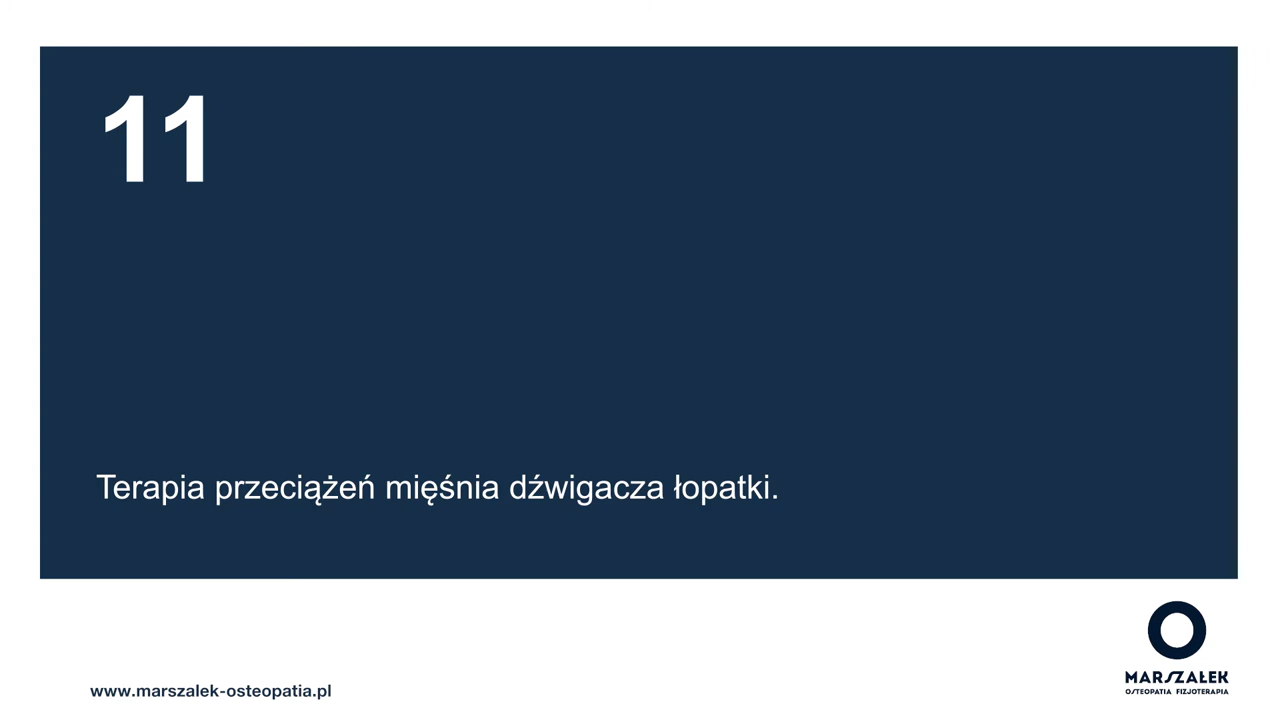 11
Terapia przeciążeń mięśnia dźwigacza łopatki.
www.marszalek-osteopatia.pl
MARSZAŁEK
OSTEOPATIA FIZJOTERAPIA